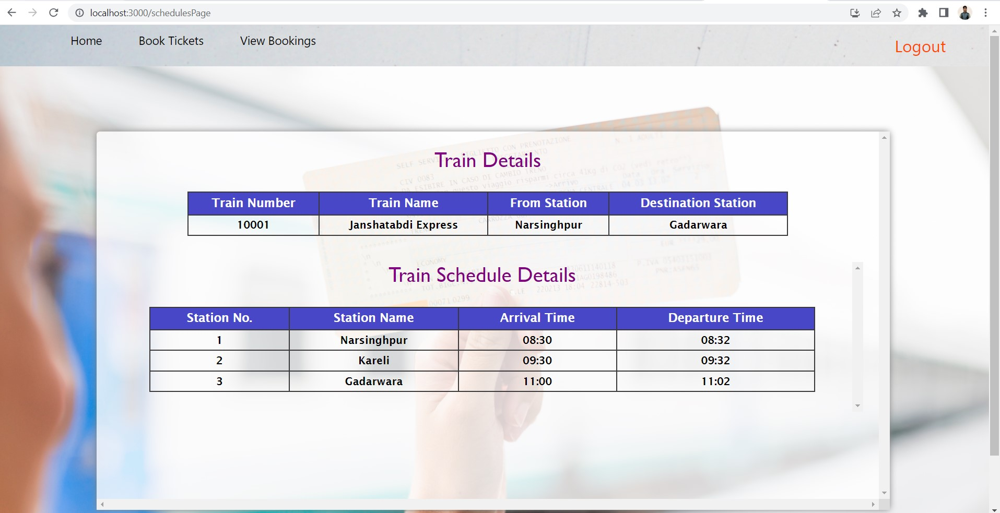 localhost:3000/schedulesPage
Home Book Tickets View Bookings Logout
Train Details
Train Number Train Name From Station Destination Station
10001 Janshatabdi Express Narsinghpur Gadarwara
Train Schedule Details
Station No. Station Name Arrival Time Departure Time
1 Narsinghpur 08:30 08:32
2 Kareli 09:30 09:32
3 Gadarwara 11:00 11:02